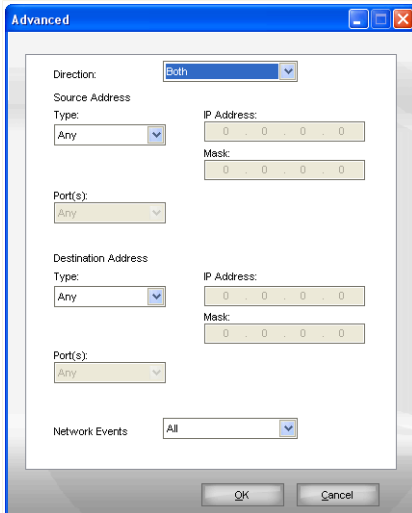 Advanced
Direction: Both
Source Address
Type: IP Address:
Any 0 . 0 . 0 . 0
Mask:
0 . 0 . 0 . 0
Port(s):
Any
Destination Address
Type: IP Address:
Any 0 . 0 . 0 . 0
Mask:
0 . 0 . 0 . 0
Port(s):
Any
Network Events All
OK Cancel